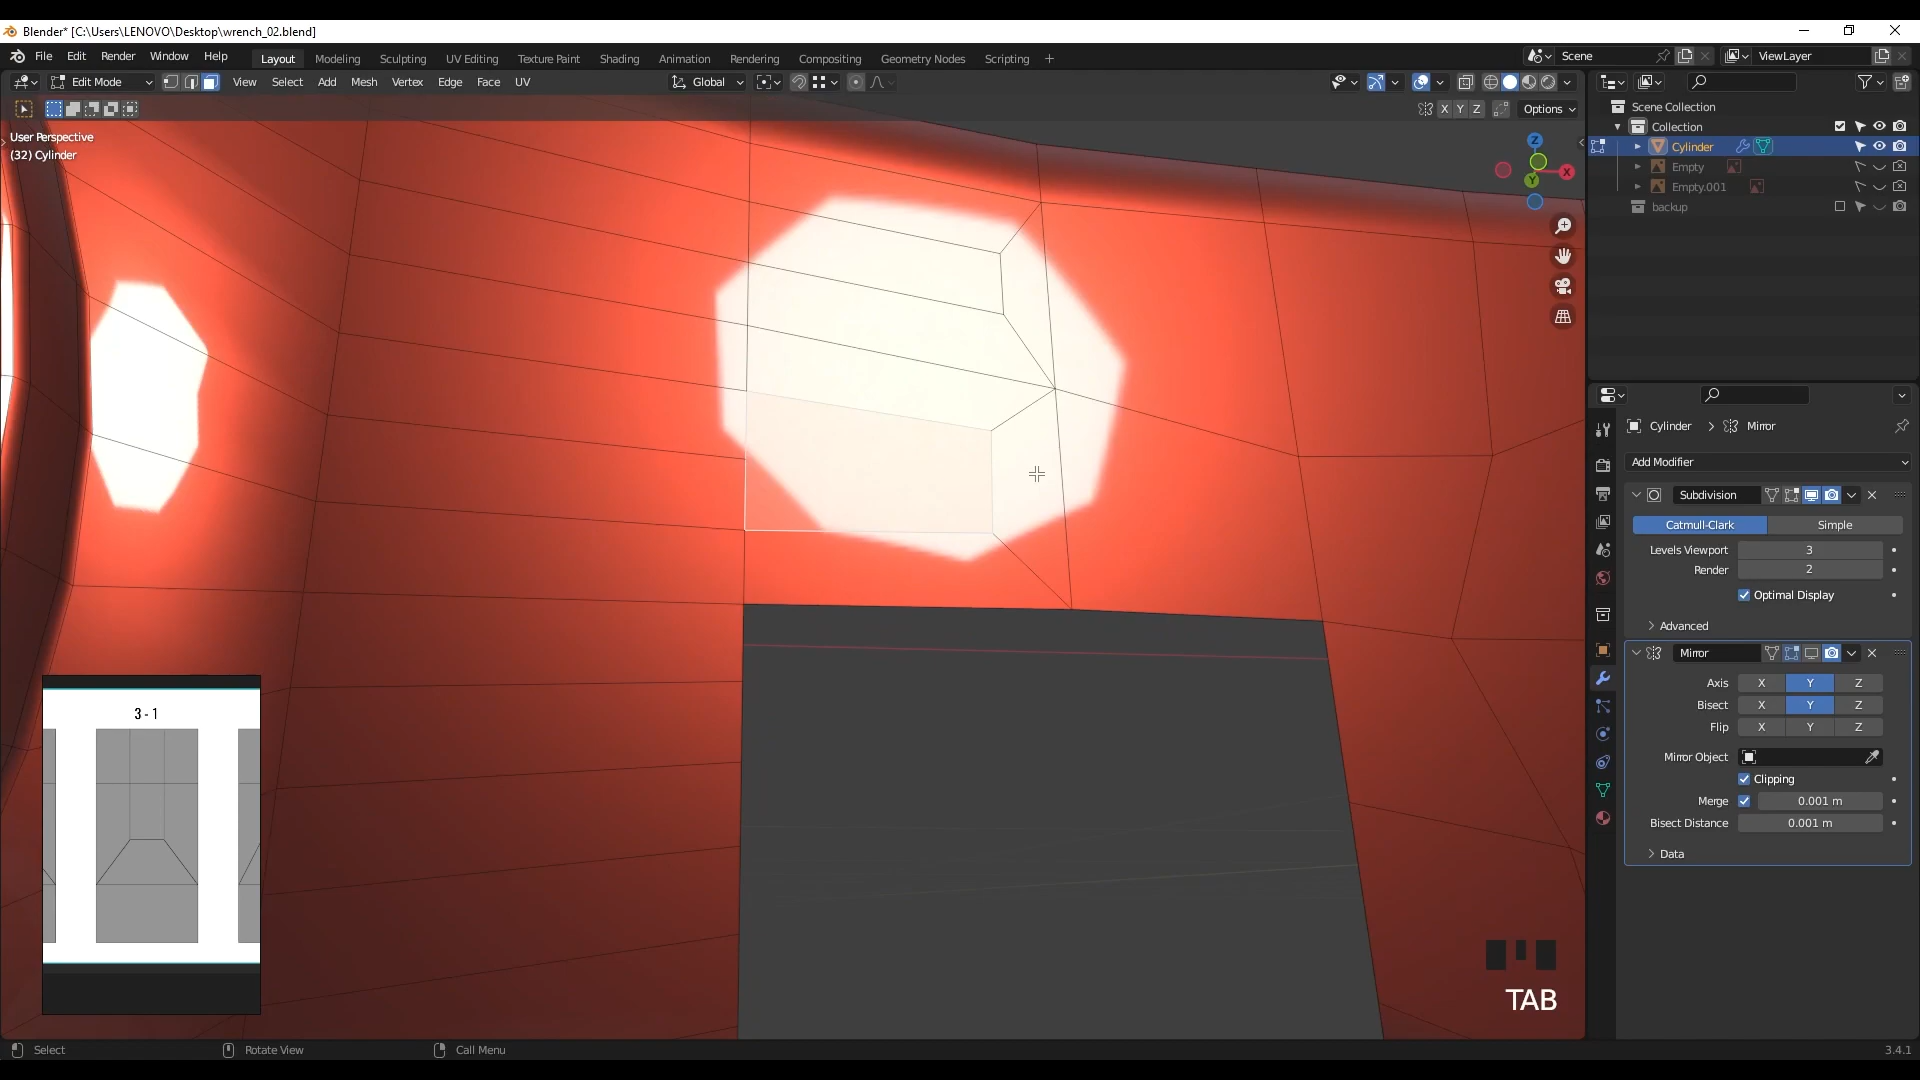 Blender* [C:\Users\LENOVO\Desktop\wrench_02.blend]
File Edit Render Window Help Layout Modeling Sculpting UV Editing Texture Paint Shading Animation Rendering Compositing Geometry Nodes Scripting + Scene ViewLayer
Edit Mode View Select Add Mesh Vertex Edge Face UV Global
X Y Z Options
User Perspective
(32) Cylinder
Z
X
Y
Scene Collection
Collection
Cylinder
Empty
Empty.001
backup
Cylinder > Mirror
Add Modifier
Subdivision
Catmull-Clark Simple
Levels Viewport 3
Render 2
Optimal Display
Advanced
Mirror
Axis X Y Z
Bisect X Y Z
Flip X Y Z
Mirror Object
Clipping
Merge 0.001 m
Bisect Distance 0.001 m
Data
3 - 1
TAB
Select Rotate View Call Menu 3.4.1